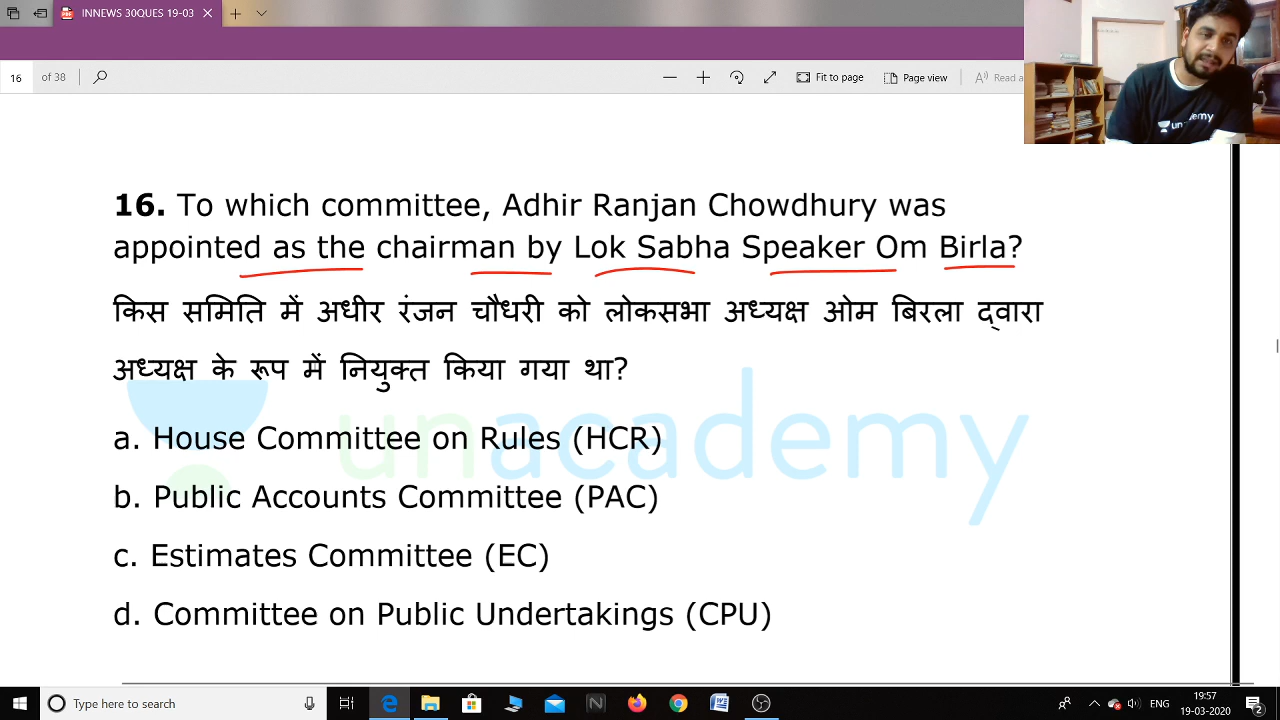 INNEWS 30QUES 19-03
16 of 38
Fit to page
Page view
Read a
unademy
16. To which committee, Adhir Ranjan Chowdhury was
appointed as the chairman by Lok Sabha Speaker Om Birla?
किस समिति में अधीर रंजन चौधरी को लोकसभा अध्यक्ष ओम बिरला द्वारा
अध्यक्ष के रूप में नियुक्त किया गया था?
unacademy
a. House Committee on Rules (HCR)
b. Public Accounts Committee (PAC)
c. Estimates Committee (EC)
d. Committee on Public Undertakings (CPU)
Type here to search
ENG
19:57
19-03-2020
2